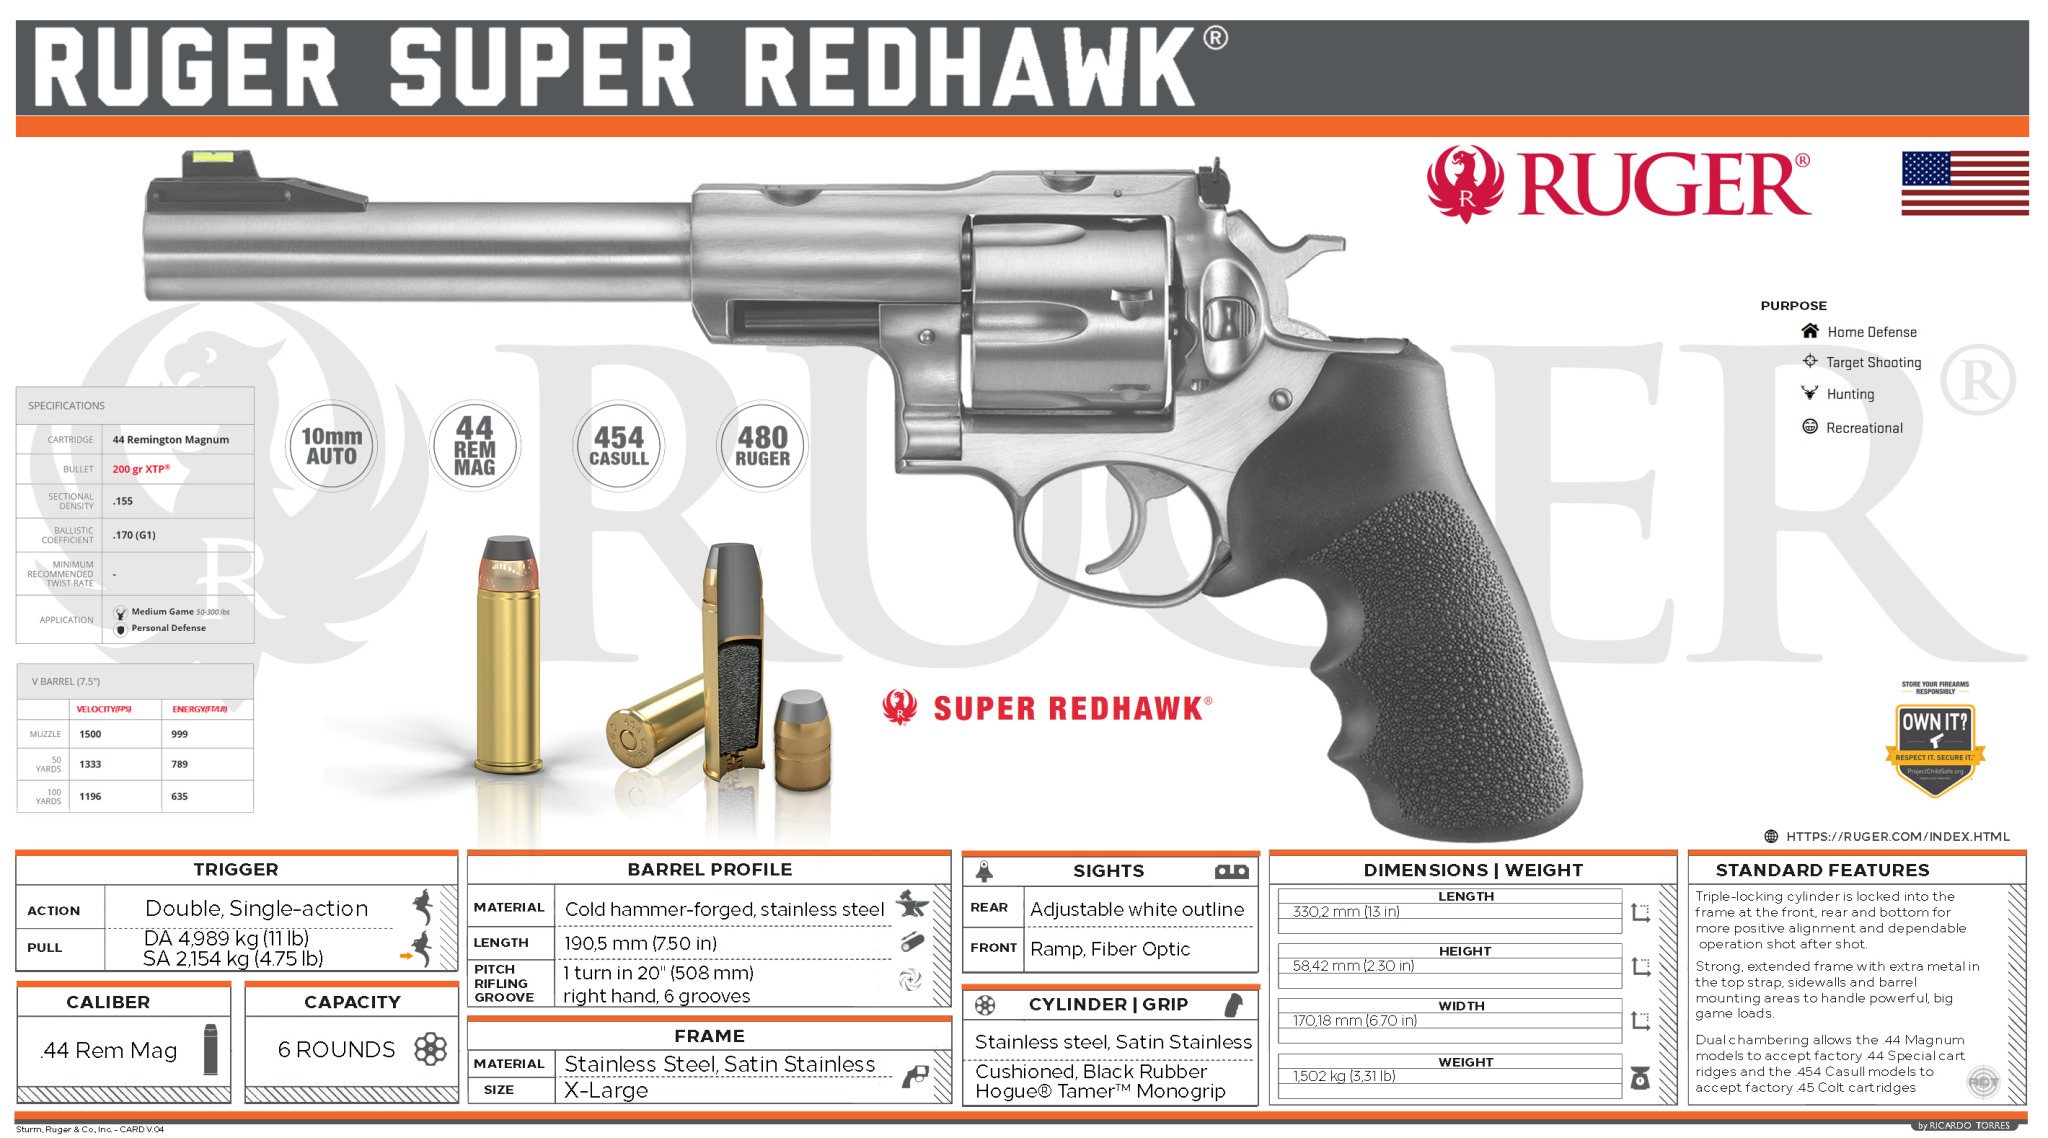 RUGER SUPER REDHAWK®
RUGER®
PURPOSE
Home Defense
Target Shooting
Hunting
Recreational
RUGER®
R
SPECIFICATIONS
CARTRIDGE 44 Remington Magnum
BULLET 200 gr XTP®
SECTIONAL DENSITY .155
BALLISTIC COEFFICIENT .170 (G1)
MINIMUM RECOMMENDED TWIST RATE -
APPLICATION Medium Game 50-300 lbs
Personal Defense
10mm
AUTO
44
REM
MAG
454
CASULL
480
RUGER
V BARREL (7.5")
VELOCITY(FPS) ENERGY(FT/LB)
MUZZLE 1500 999
50 YARDS 1333 789
100 YARDS 1196 635
SUPER REDHAWK®
STORE YOUR FIREARMS
RESPONSIBLY
OWN IT?
RESPECT IT. SECURE IT.
ProjectChildSafe.org
HTTPS://RUGER.COM/INDEX.HTML
TRIGGER
ACTION Double, Single-action
PULL DA 4,989 kg (11 lb)
SA 2,154 kg (4.75 lb)
CALIBER
.44 Rem Mag
CAPACITY
6 ROUNDS
BARREL PROFILE
MATERIAL Cold hammer-forged, stainless steel
LENGTH 190,5 mm (7.50 in)
PITCH
RIFLING
GROOVE
1 turn in 20" (508 mm)
right hand, 6 grooves
FRAME
MATERIAL Stainless Steel, Satin Stainless
SIZE X-Large
SIGHTS
REAR Adjustable white outline
FRONT Ramp, Fiber Optic
CYLINDER | GRIP
Stainless steel, Satin Stainless
Cushioned, Black Rubber
Hogue® Tamer™ Monogrip
DIMENSIONS | WEIGHT
LENGTH
330,2 mm (13 in)
HEIGHT
58,42 mm (2.30 in)
WIDTH
170,18 mm (6.70 in)
WEIGHT
1,502 kg (3,31 lb)
STANDARD FEATURES
Triple-locking cylinder is locked into the
frame at the front, rear and bottom for
more positive alignment and dependable
operation shot after shot.
Strong, extended frame with extra metal in
the top strap, sidewalls and barrel
mounting areas to handle powerful, big
game loads.
Dual chambering allows the .44 Magnum
models to accept factory .44 Special cart
ridges and the .454 Casull models to
accept factory .45 Colt cartridges
RDT
Sturm, Ruger & Co., Inc. - CARD V.04
by RICARDO TORRES